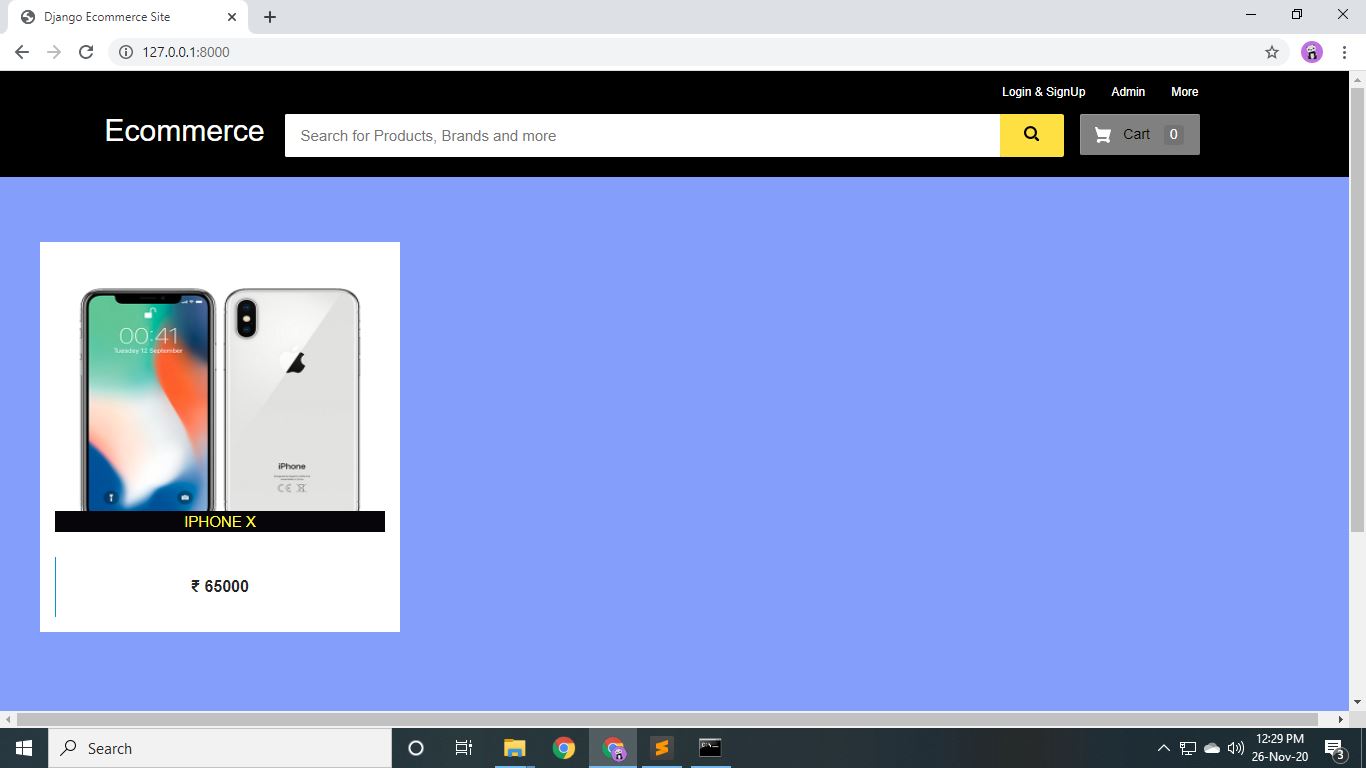 Django Ecommerce Site
127.0.0.1:8000
Login & SignUp Admin More
Ecommerce
Search for Products, Brands and more
Cart 0
00:41
Tuesday 12 September
iPhone
IPHONE X
₹ 65000
Search
12:29 PM
26-Nov-20
3